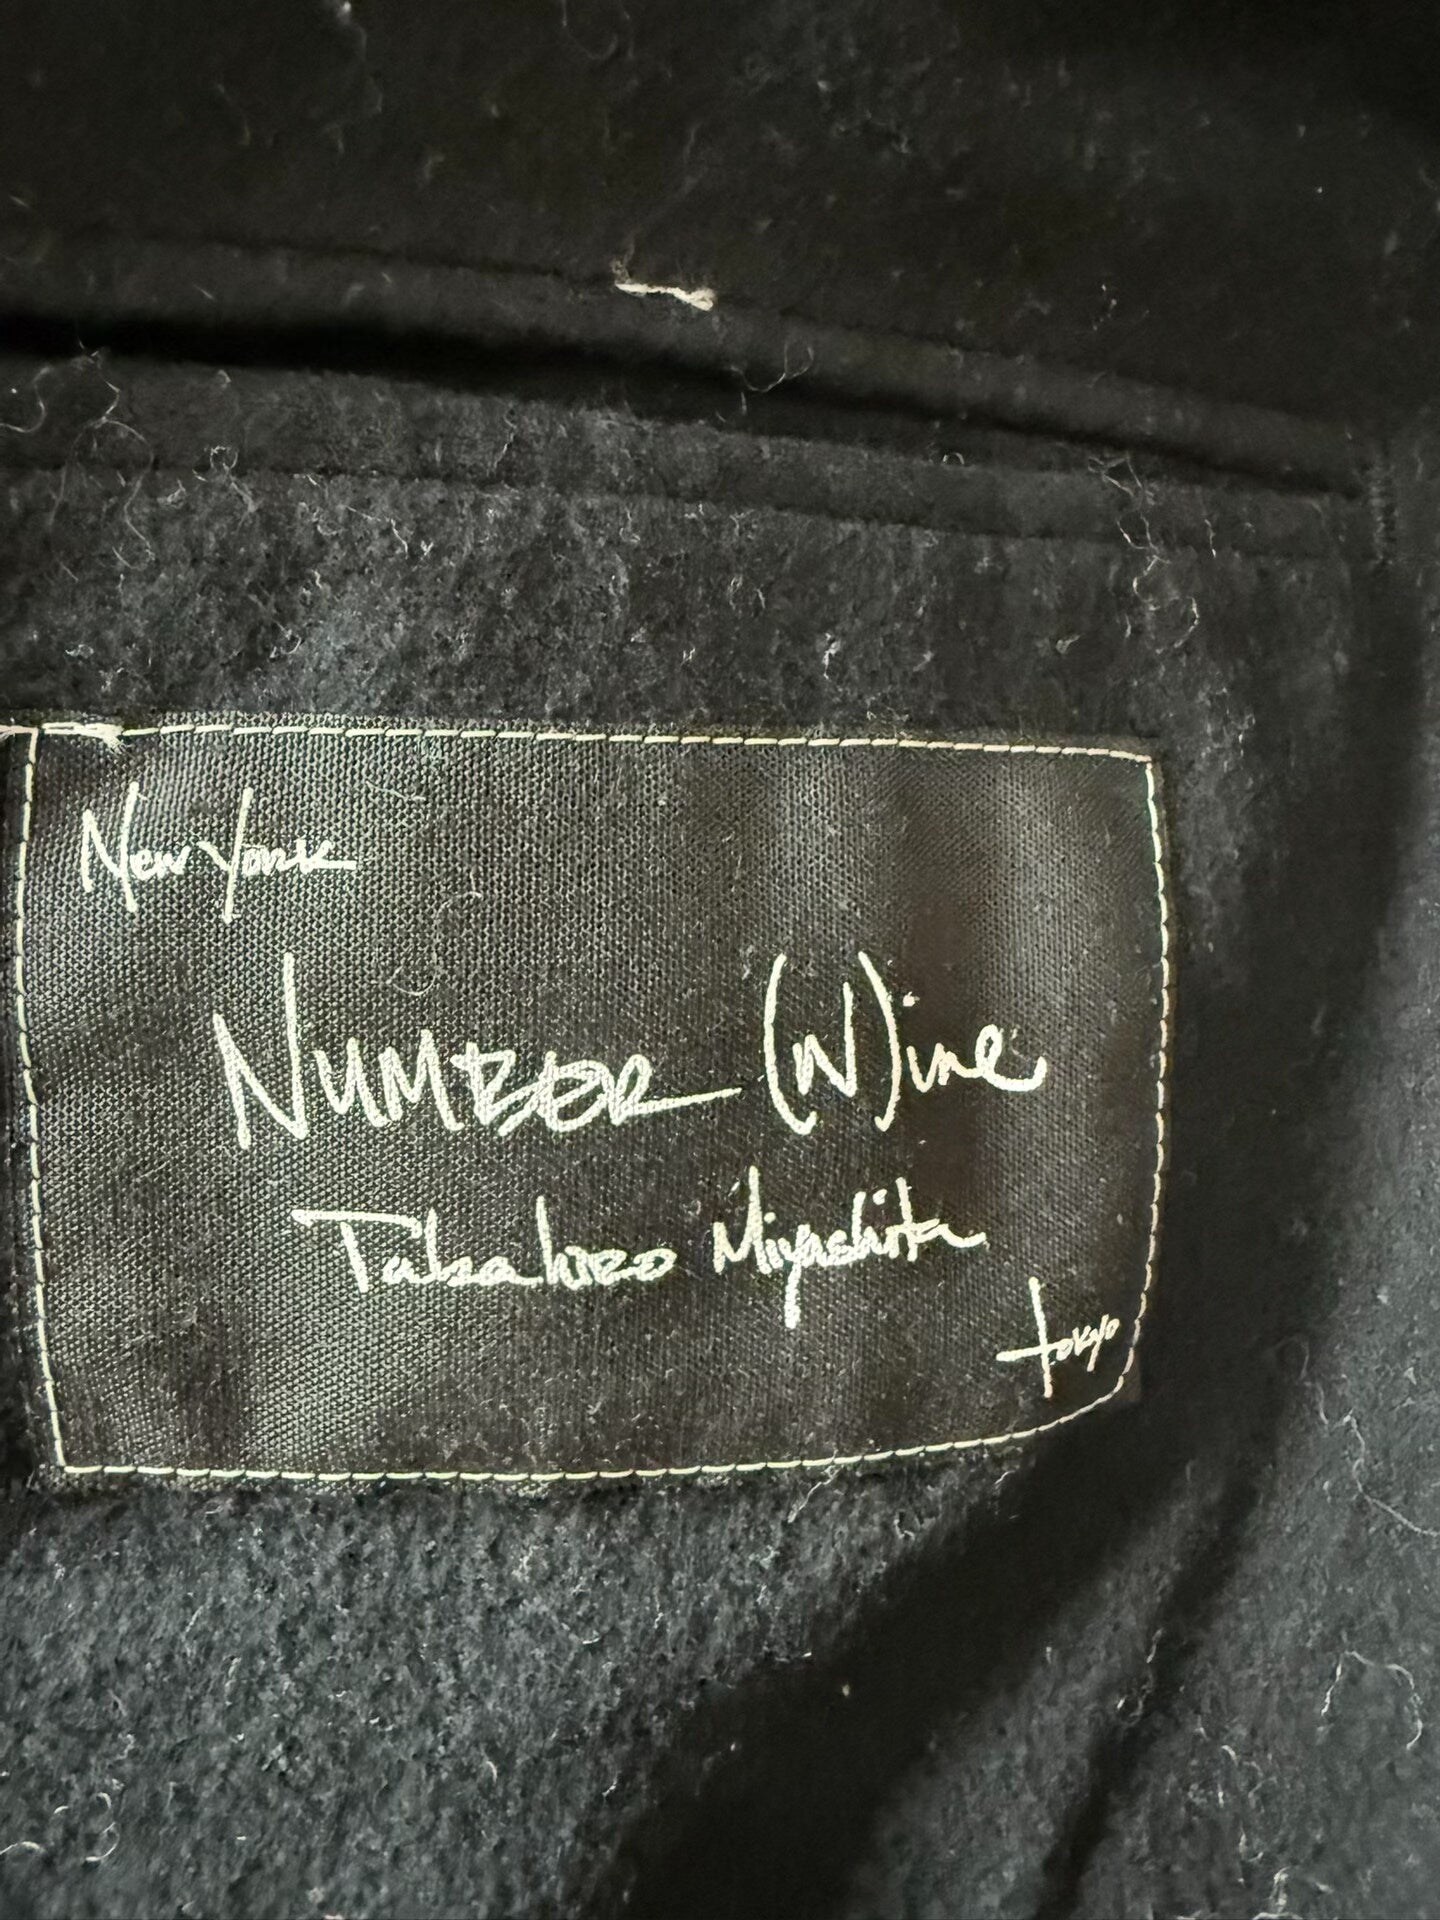 New York
NUMBER (N)ine
Takahiro Miyashita
tokyo